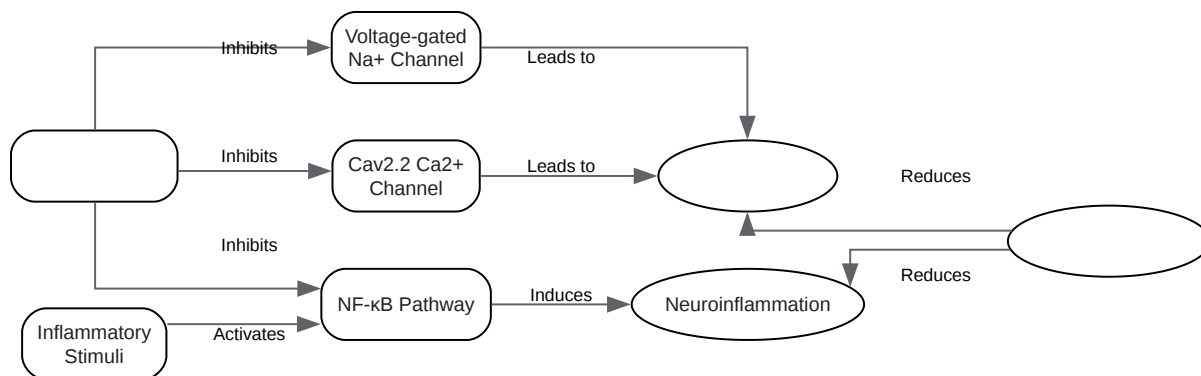 Inhibits
Voltage-gated
Na+ Channel
Leads to
Inhibits
Cav2.2 Ca2+
Channel
Leads to
Reduces
Inhibits
NF-κB Pathway
Induces
Neuroinflammation
Reduces
Inflammatory
Stimuli
Activates